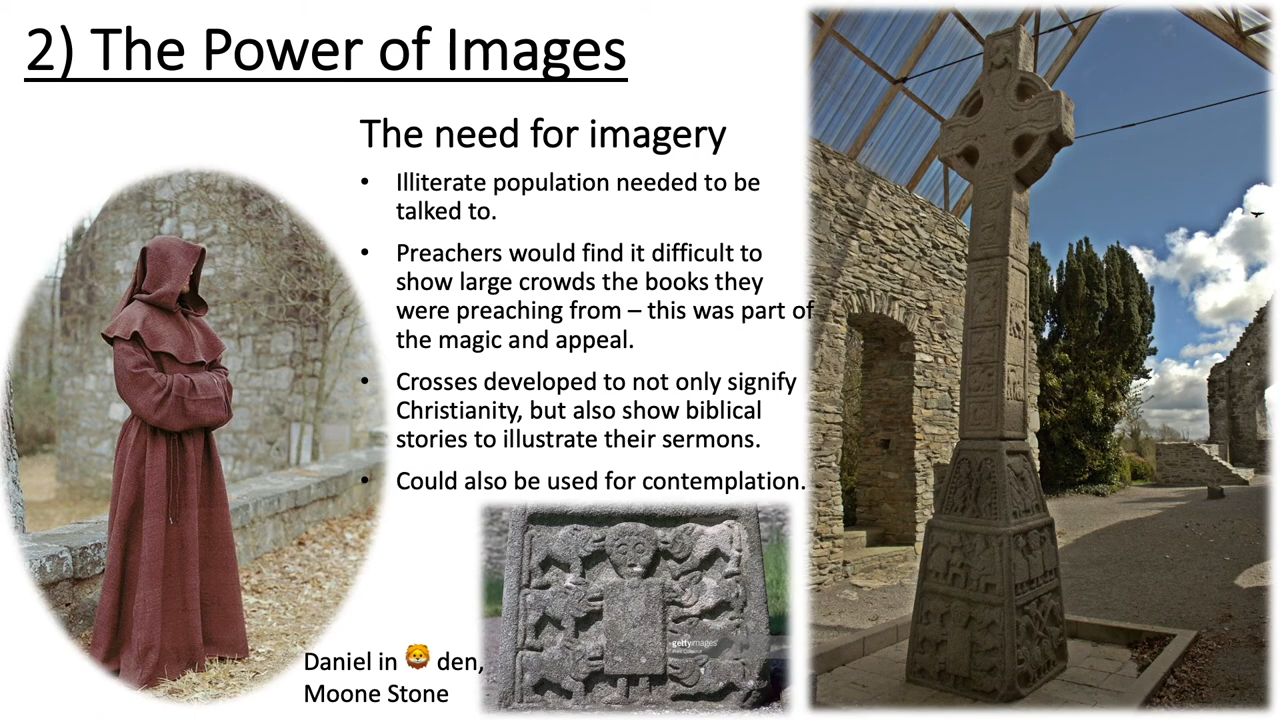 2) The Power of Images
The need for imagery
• Illiterate population needed to be
talked to.
• Preachers would find it difficult to
show large crowds the books they
were preaching from – this was part of
the magic and appeal.
• Crosses developed to not only signify
Christianity, but also show biblical
stories to illustrate their sermons.
• Could also be used for contemplation.
Daniel in 🦁 den,
Moone Stone
gettyimages